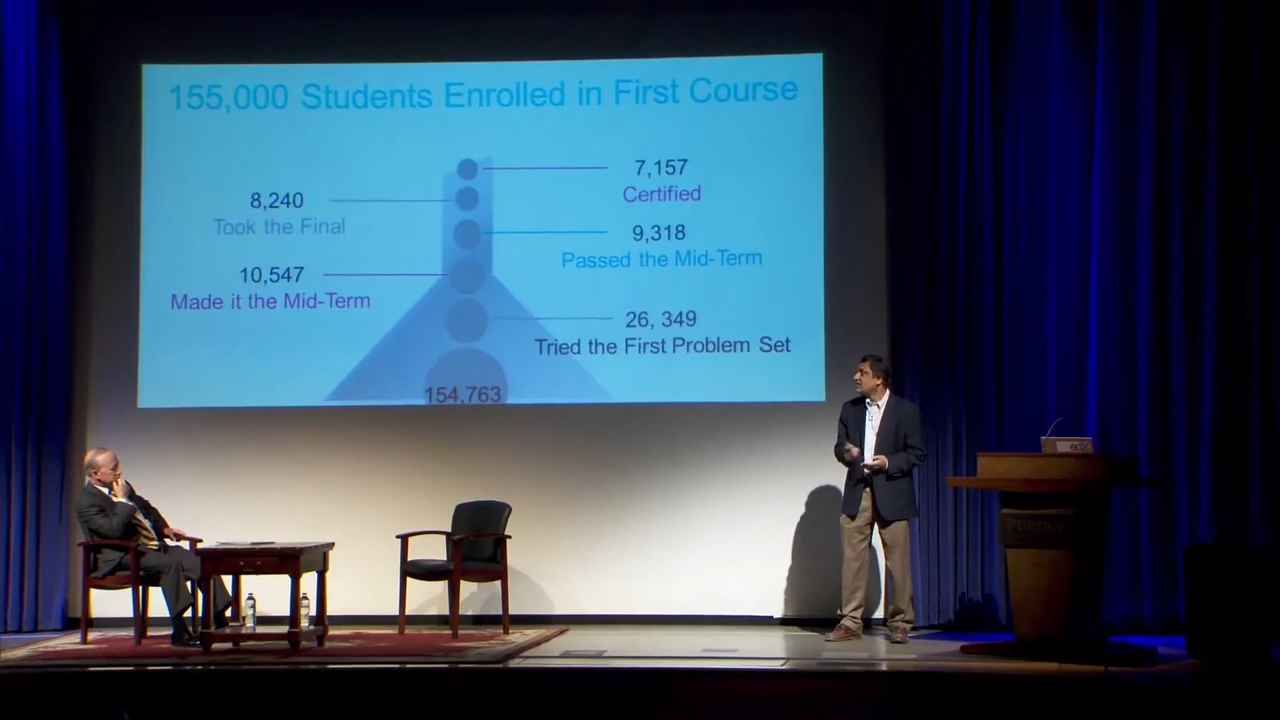 155,000 Students Enrolled in First Course
7,157
Certified
8,240
Took the Final
9,318
Passed the Mid-Term
10,547
Made it the Mid-Term
26, 349
Tried the First Problem Set
154,763
PURDUE